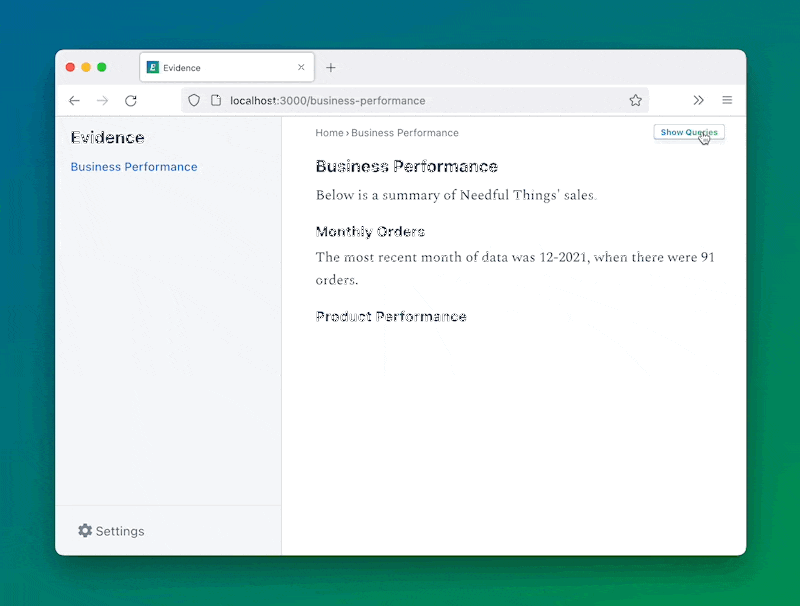 E Evidence
localhost:3000/business-performance
Evidence
Business Performance
Home › Business Performance
Show Queries
Business Performance
Below is a summary of Needful Things' sales.
Monthly Orders
The most recent month of data was 12-2021, when there were 91
orders.
Product Performance
Settings